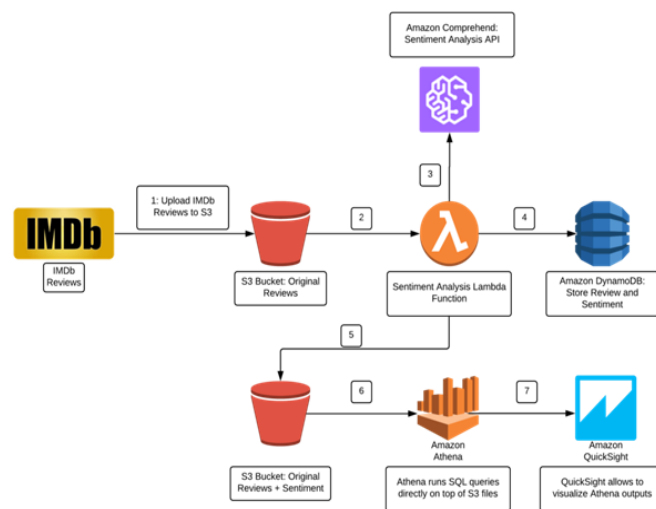 Amazon Comprehend:
Sentiment Analysis API
3
1: Upload IMDb
Reviews to S3
2
4
IMDb
λ
IMDb
Reviews
S3 Bucket: Original
Reviews
Sentiment Analysis Lambda
Function
Amazon DynamoDB:
Store Review and
Sentiment
5
6
7
Amazon
Athena
Amazon
QuickSight
S3 Bucket: Original
Reviews + Sentiment
Athena runs SQL queries
directly on top of S3 files
QuickSight allows to
visualize Athena outputs